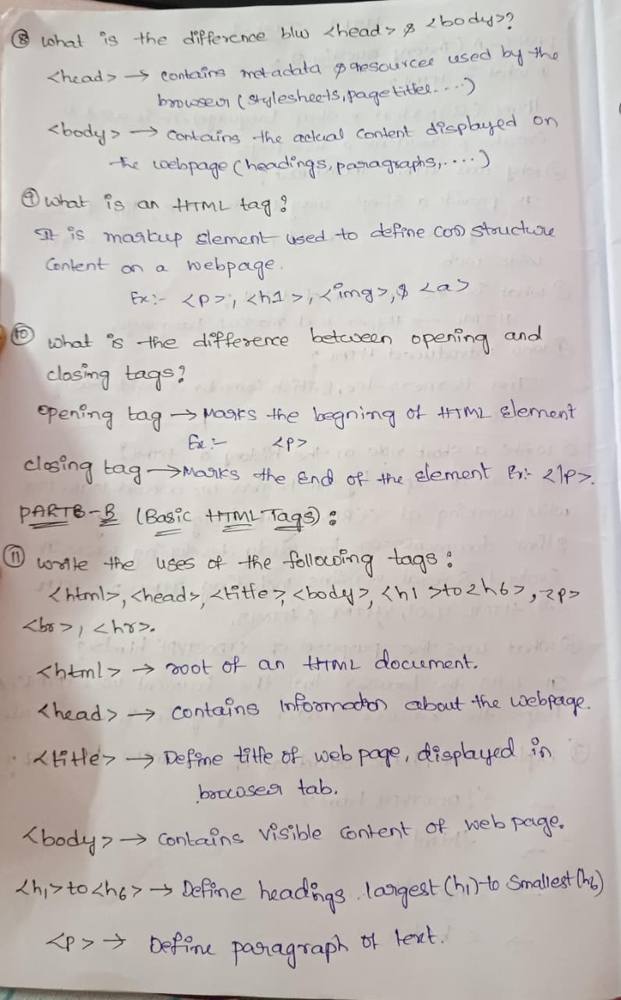 ⑧ What is the difference b/w <head> & <body>?
<head> → contains metadata & resources used by the
browser (stylesheets, page titlel....)
<body> → contains the actual content displayed on
the webpage (headings, paragraphs,....)
⑨ What is an HTML tag?
It is markup element used to define (or) structure
Content on a webpage.
Ex:- <p>, <h1>, <img>, & <a>
⑩ What is the difference between opening and
closing tags?
opening tag → Marks the begning of HTML element
Ex:- <p>
closing tag → Marks the End of the element Ex:- </p>.
PARTB-B (Basic HTML Tags):
⑪ write the uses of the following tags:
<html>, <head>, <title>, <body>, <h1> to <h6>, <p>
<br>, <hr>.
<html> → root of an HTML document.
<head> → contains Information about the webpage.
<title> → Define title of web page, displayed in
browser tab.
<body> → contains visible content of web page.
<h1> to <h6> → Define headings largest (h1) to Smallest (h6)
<p> → Define paragraph of text.